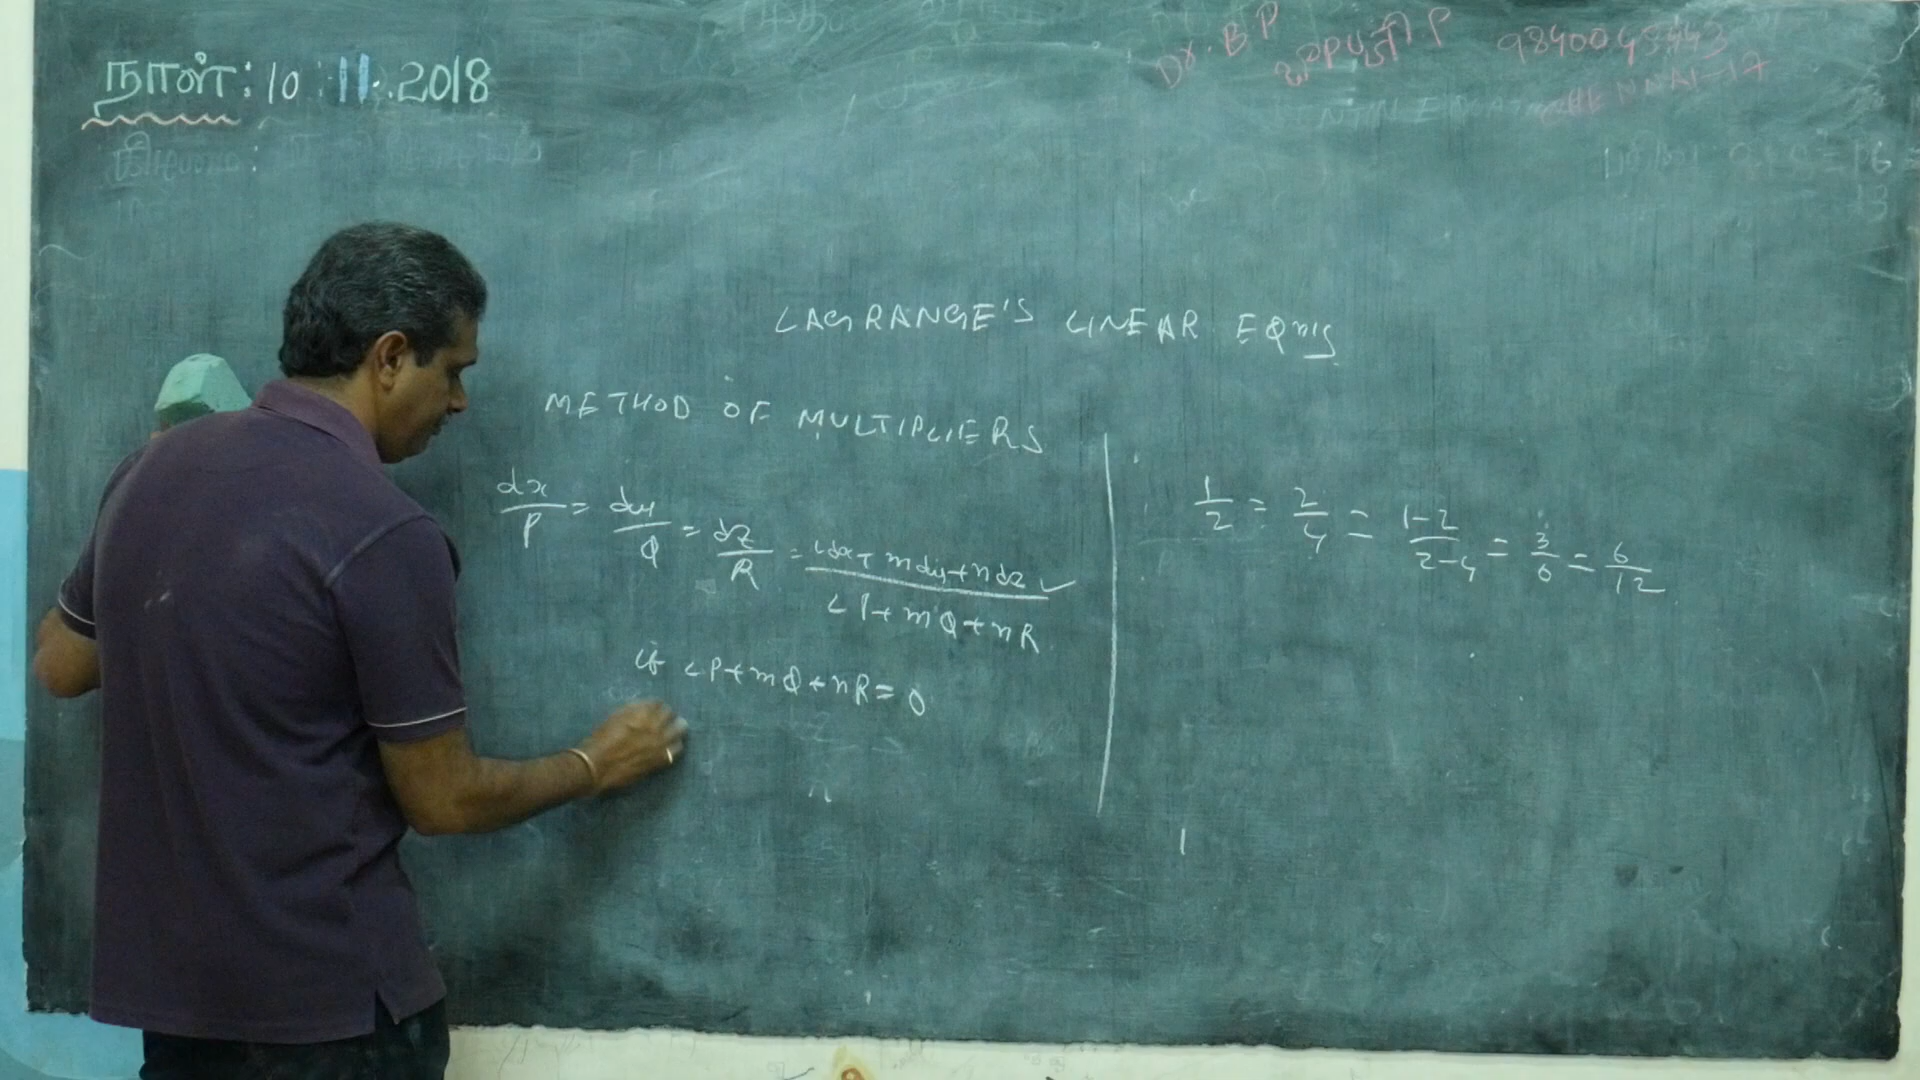 நாள்: 10.11.2018
Dr. B P
98400 45443
CHENNAI-17
LAGRANGE'S LINEAR EQnS
METHOD OF MULTIPLIERS
dx/P = dy/Q = dz/R = ldx + mdy + ndz / LP + mQ + nR ✓
if LP + mQ + nR = 0
1/2 = 2/4 = 1-2/2-4 = 3/6 = 6/12